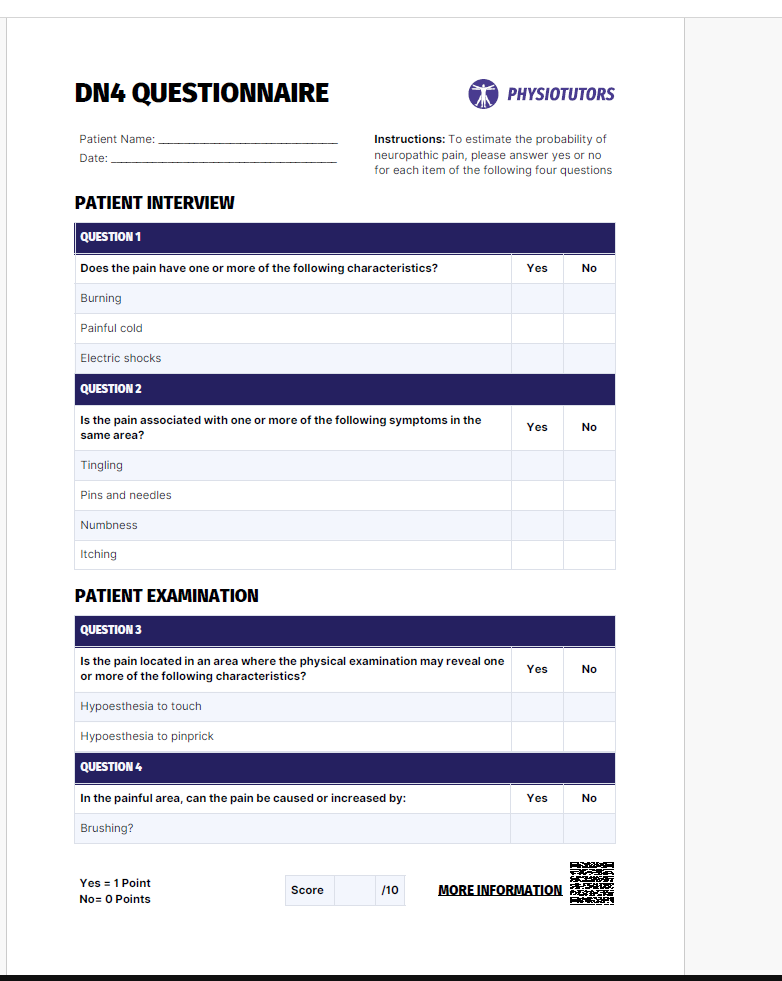 DN4 QUESTIONNAIRE
PHYSIOTUTORS
Patient Name: ______________________________
Date: ______________________________________
Instructions: To estimate the probability of
neuropathic pain, please answer yes or no
for each item of the following four questions
PATIENT INTERVIEW
QUESTION 1
Does the pain have one or more of the following characteristics? Yes No
Burning
Painful cold
Electric shocks
QUESTION 2
Is the pain associated with one or more of the following symptoms in the
same area? Yes No
Tingling
Pins and needles
Numbness
Itching
PATIENT EXAMINATION
QUESTION 3
Is the pain located in an area where the physical examination may reveal one
or more of the following characteristics? Yes No
Hypoesthesia to touch
Hypoesthesia to pinprick
QUESTION 4
In the painful area, can the pain be caused or increased by: Yes No
Brushing?
Yes = 1 Point
No= 0 Points
Score /10
MORE INFORMATION